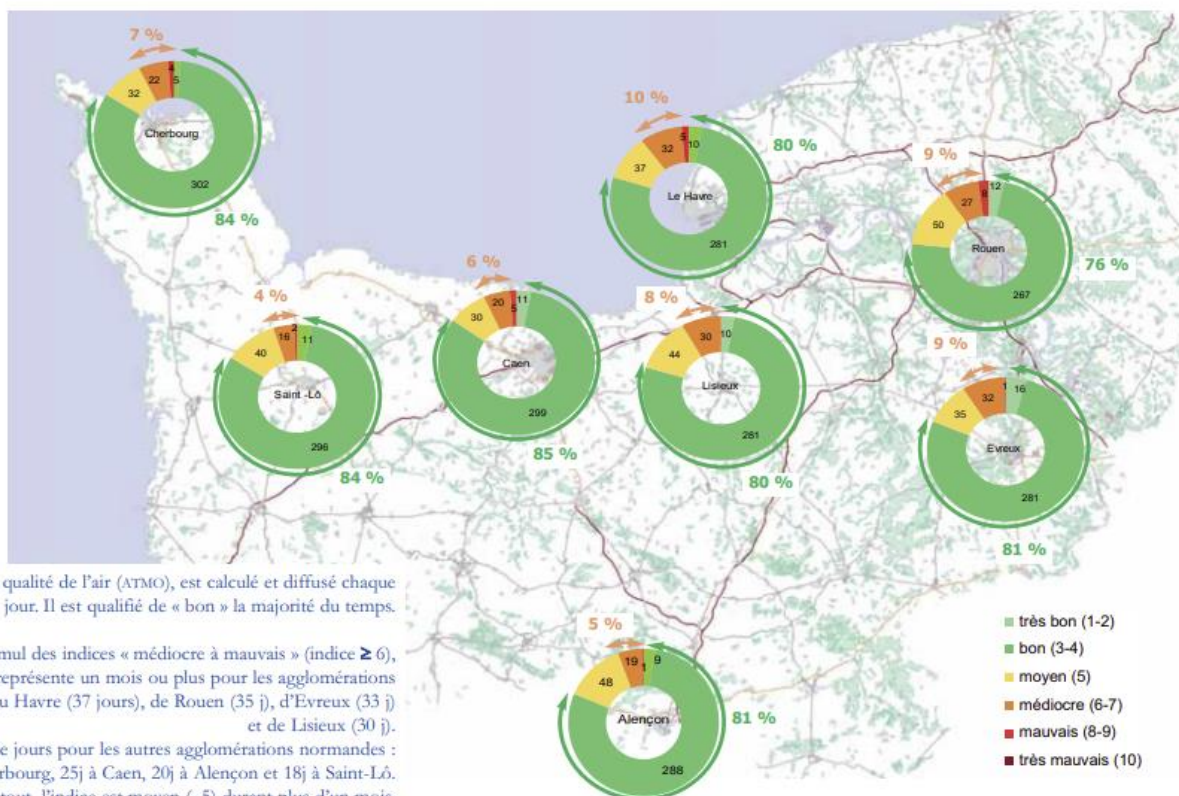 7 %
4
22
5
32
Cherbourg
302
84 %
10 %
5
32
10
37
80 %
Le Havre
281
9 %
12
8
27
50
Rouen
76 %
267
6 %
20
11
5
30
Caen
299
85 %
4 %
2
16
11
40
Saint -Lô
296
84 %
8 %
30
10
44
Lisieux
281
80 %
9 %
1
16
32
35
Evreux
281
81 %
qualité de l'air (ATMO), est calculé et diffusé chaque
jour. Il est qualifié de « bon » la majorité du temps.
mul des indices « médiocre à mauvais » (indice ≥ 6),
représente un mois ou plus pour les agglomérations
u Havre (37 jours), de Rouen (35 j), d'Evreux (33 j)
et de Lisieux (30 j).
e jours pour les autres agglomérations normandes :
rbourg, 25j à Caen, 20j à Alençon et 18j à Saint-Lô.
5 %
19
9
1
48
Alençon
81 %
288
très bon (1-2)
bon (3-4)
moyen (5)
médiocre (6-7)
mauvais (8-9)
très mauvais (10)